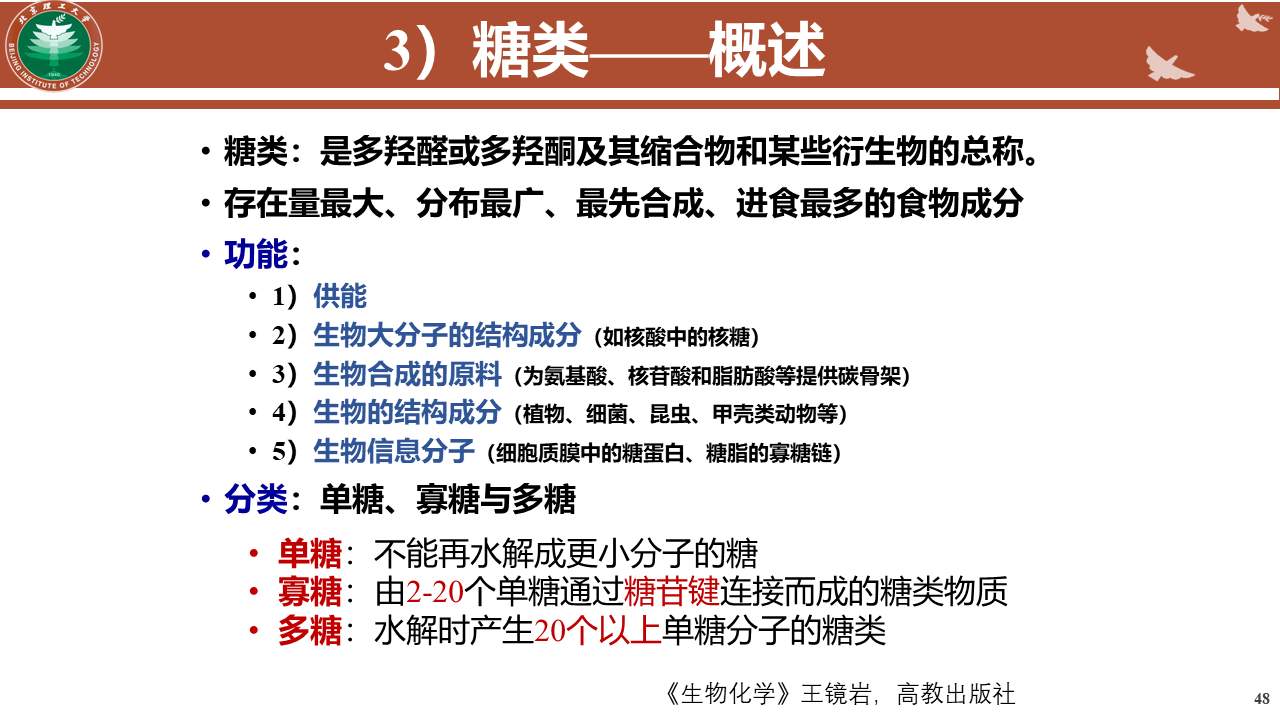 北京理工大学
BEIJING INSTITUTE OF TECHNOLOGY
1940
3）糖类——概述
• 糖类：是多羟醛或多羟酮及其缩合物和某些衍生物的总称。
• 存在量最大、分布最广、最先合成、进食最多的食物成分
• 功能：
• 1）供能
• 2）生物大分子的结构成分（如核酸中的核糖）
• 3）生物合成的原料（为氨基酸、核苷酸和脂肪酸等提供碳骨架）
• 4）生物的结构成分（植物、细菌、昆虫、甲壳类动物等）
• 5）生物信息分子（细胞质膜中的糖蛋白、糖脂的寡糖链）
• 分类：单糖、寡糖与多糖
• 单糖：不能再水解成更小分子的糖
• 寡糖：由2-20个单糖通过糖苷键连接而成的糖类物质
• 多糖：水解时产生20个以上单糖分子的糖类
《生物化学》王镜岩，高教出版社
48